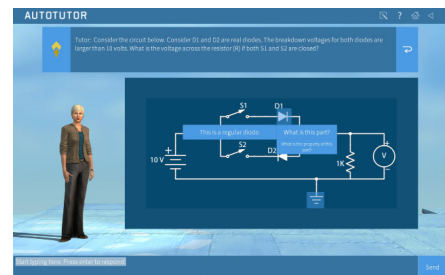 AUTOTUTOR
?
Tutor: Consider the circuit below. Consider D1 and D2 are real diodes. The breakdown voltages for both diodes are
larger than 10 volts. What is the voltage across the resistor (R) if both S1 and S2 are closed?
S1
D1
This is a regular diode.
What is this part?
What is the property of this
part?
S2
D2
10 V
+
1K
+
V
Start typing here. Press enter to respond.
Send